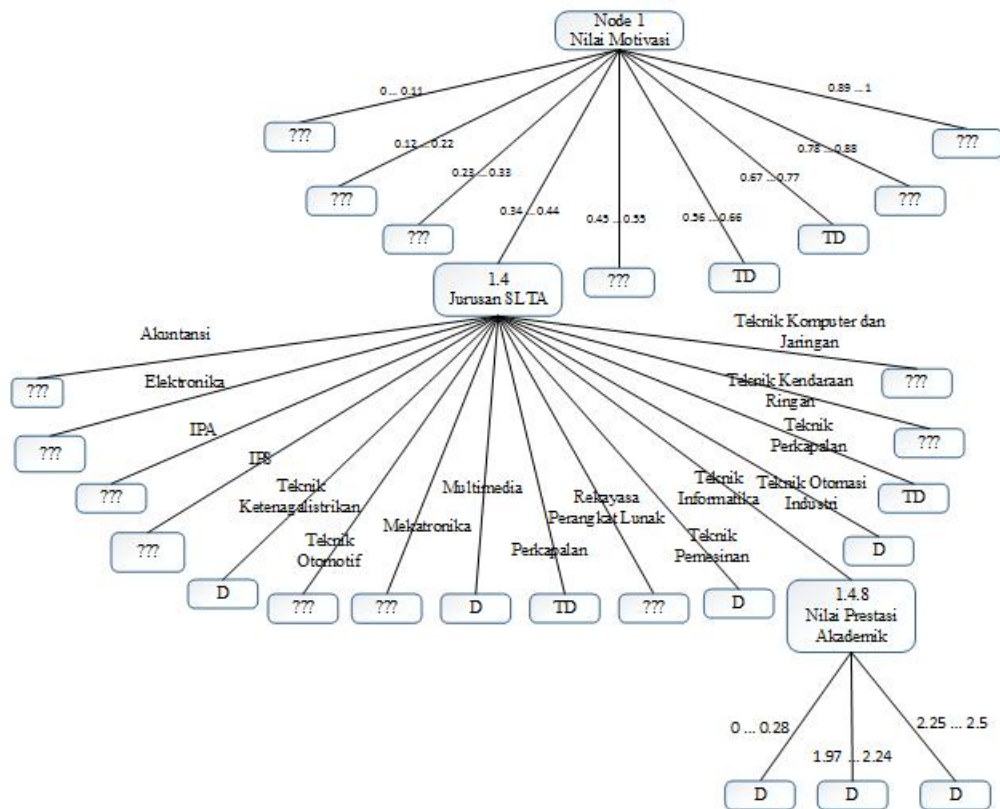 Node 1
Nilai Motivasi
0 ... 0.11
0.12 ... 0.22
0.23 ... 0.33
0.34 ... 0.44
0.45 ... 0.55
0.56 ... 0.66
0.67 ... 0.77
0.78 ... 0.88
0.89 ... 1
???
???
???
???
TD
TD
???
???
1.4
Jurusan SLTA
Akuntansi
Elektronika
IPA
IPS
Teknik
Ketenagalistrikan
Teknik
Otomotif
Mekatronika
Multimedia
Perkapalan
Rekayasa
Perangkat Lunak
Teknik
Pemesinan
Teknik
Informatika
Teknik Otomasi
Industri
Teknik
Perkapalan
Teknik Kendaraan
Ringan
Teknik Komputer dan
Jaringan
???
???
???
???
D
???
???
D
TD
???
D
D
TD
???
???
1.4.8
Nilai Prestasi
Akademik
0 ... 0.28
1.97 ... 2.24
2.25 ... 2.5
D
D
D